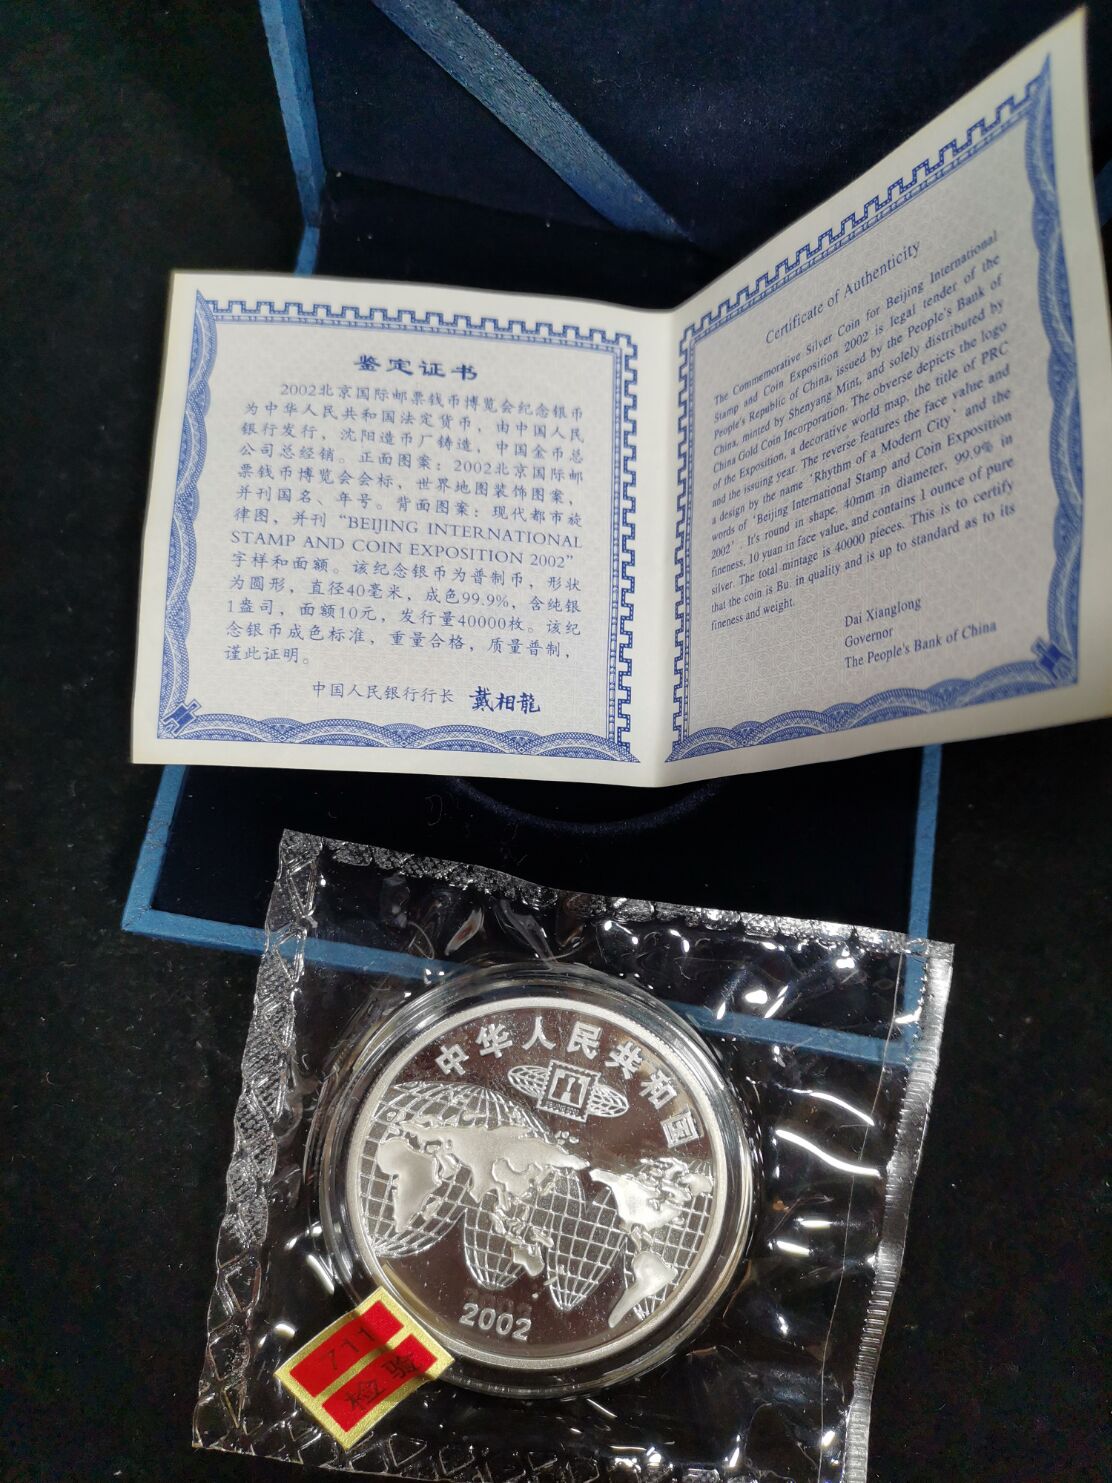 鉴定证书
2002北京国际邮票钱币博览会纪念银币
为中华人民共和国法定货币，由中国人民
银行发行，沈阳造币厂铸造，中国金币总
公司总经销。正面图案：2002北京国际邮
票钱币博览会会标，世界地图装饰图案，
并刊国名、年号。背面图案：现代都市旋
律图，并刊“BEIJING INTERNATIONAL
STAMP AND COIN EXPOSITION 2002”
字样和面额。该纪念银币为普制币，形状
为圆形，直径40毫米，成色99.9%，含纯银
1盎司，面额10元，发行量40000枚。该纪
念银币成色标准，重量合格，质量普制，
谨此证明。
中国人民银行行长 戴相龍
Certificate of Authenticity
The Commemorative Silver Coin for Beijing International
Stamp and Coin Exposition 2002 is legal tender of the
People's Republic of China, issued by the People's Bank of
China, minted by Shenyang Mint, and solely distributed by
China Gold Coin Incorporation. The obverse depicts the logo
of the Exposition, a decorative world map, the title of PRC
and the issuing year. The reverse features the face value and
a design by the name 'Rhythm of a Modern City' and the
words of 'Beijing International Stamp and Coin Exposition
2002'. It's round in shape, 40mm in diameter, 99.9% in
fineness, 10 yuan in face value, and contains 1 ounce of pure
silver. The total mintage is 40000 pieces. This is to certify
that the coin is Bu. in quality and is up to standard as to its
fineness and weight.
Dai Xianglong
Governor
The People's Bank of China
中华人民共和国
2002
711
检验